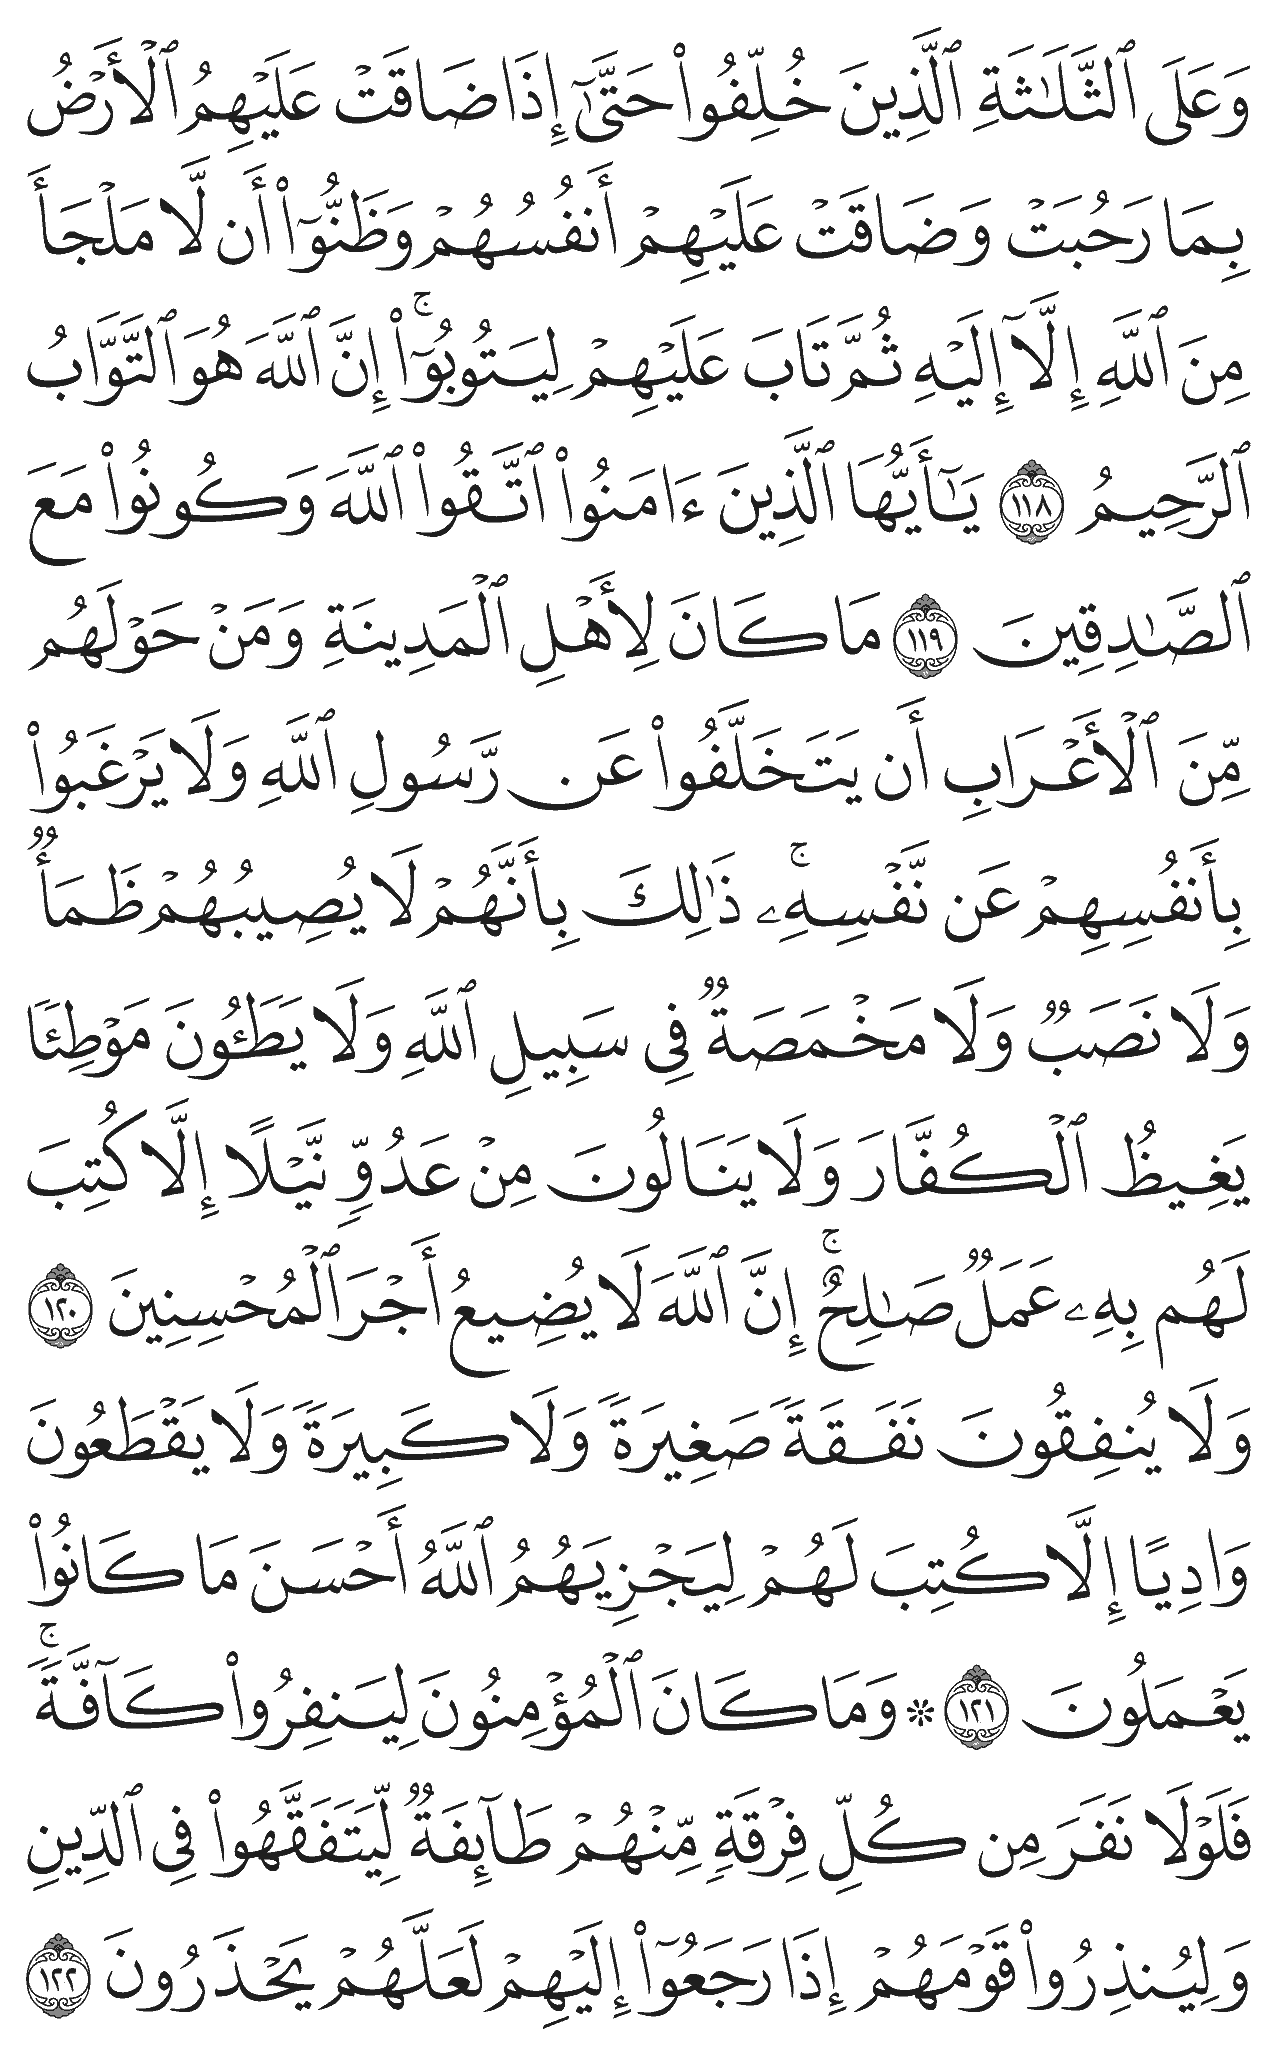 وَعَلَى ٱلثَّلَـٰثَةِ ٱلَّذِينَ خُلِّفُوا۟ حَتَّىٰٓ إِذَا ضَاقَتْ عَلَيْهِمُ ٱلْأَرْضُ
بِمَا رَحُبَتْ وَضَاقَتْ عَلَيْهِمْ أَنفُسُهُمْ وَظَنُّوٓا۟ أَن لَّا مَلْجَأَ
مِنَ ٱللَّهِ إِلَّآ إِلَيْهِ ثُمَّ تَابَ عَلَيْهِمْ لِيَتُوبُوٓا۟ ۚ إِنَّ ٱللَّهَ هُوَ ٱلتَّوَّابُ
ٱلرَّحِيمُ ١١٨ يَـٰٓأَيُّهَا ٱلَّذِينَ ءَامَنُوا۟ ٱتَّقُوا۟ ٱللَّهَ وَكُونُوا۟ مَعَ
ٱلصَّـٰدِقِينَ ١١٩ مَا كَانَ لِأَهْلِ ٱلْمَدِينَةِ وَمَنْ حَوْلَهُم
مِّنَ ٱلْأَعْرَابِ أَن يَتَخَلَّفُوا۟ عَن رَّسُولِ ٱللَّهِ وَلَا يَرْغَبُوا۟
بِأَنفُسِهِمْ عَن نَّفْسِهِۦ ۚ ذَٰلِكَ بِأَنَّهُمْ لَا يُصِيبُهُمْ ظَمَأٌ
وَلَا نَصَبٌ وَلَا مَخْمَصَةٌ فِى سَبِيلِ ٱللَّهِ وَلَا يَطَـُٔونَ مَوْطِئًا
يَغِيظُ ٱلْكُفَّارَ وَلَا يَنَالُونَ مِنْ عَدُوٍّ نَّيْلًا إِلَّا كُتِبَ
لَهُم بِهِۦ عَمَلٌ صَـٰلِحٌ ۚ إِنَّ ٱللَّهَ لَا يُضِيعُ أَجْرَ ٱلْمُحْسِنِينَ ١٢٠
وَلَا يُنفِقُونَ نَفَقَةً صَغِيرَةً وَلَا كَبِيرَةً وَلَا يَقْطَعُونَ
وَادِيًا إِلَّا كُتِبَ لَهُمْ لِيَجْزِيَهُمُ ٱللَّهُ أَحْسَنَ مَا كَانُوا۟
يَعْمَلُونَ ١٢١ ۞ وَمَا كَانَ ٱلْمُؤْمِنُونَ لِيَنفِرُوا۟ كَآفَّةً ۚ
فَلَوْلَا نَفَرَ مِن كُلِّ فِرْقَةٍ مِّنْهُمْ طَآئِفَةٌ لِّيَتَفَقَّهُوا۟ فِى ٱلدِّينِ
وَلِيُنذِرُوا۟ قَوْمَهُمْ إِذَا رَجَعُوٓا۟ إِلَيْهِمْ لَعَلَّهُمْ يَحْذَرُونَ ١٢٢